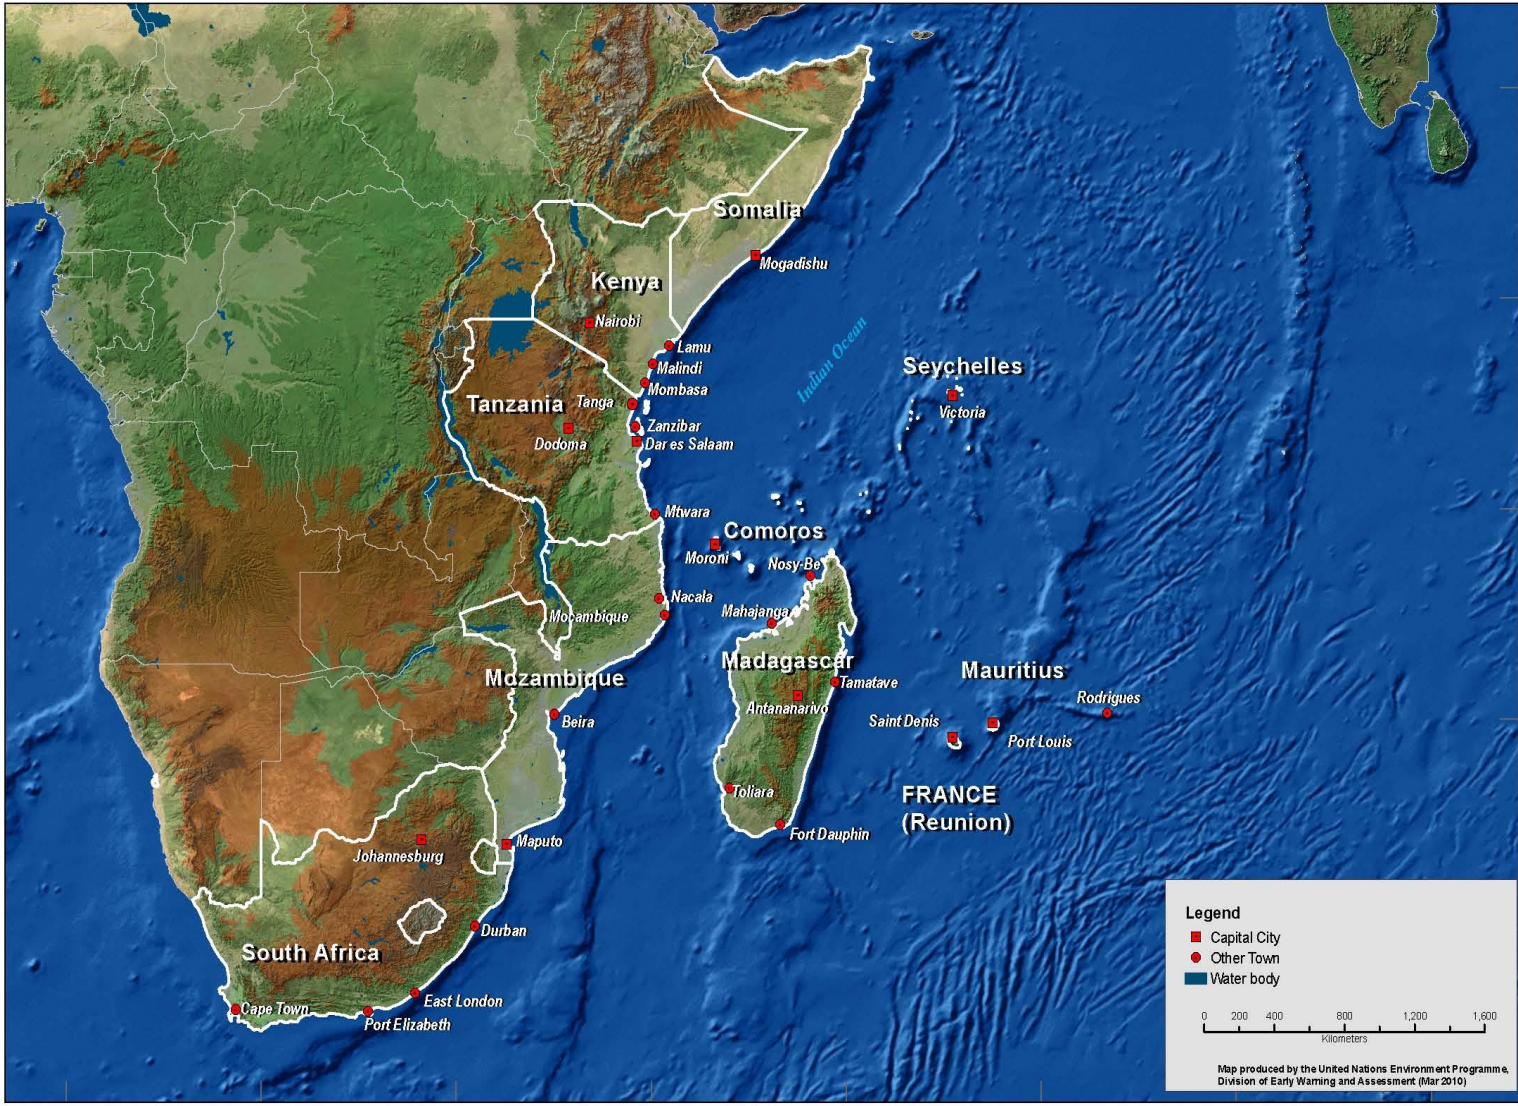 Somalia
Mogadishu
Kenya
Nairobi
Lamu
Malindi
Mombasa
Tanga
Tanzania
Zanzibar
Dodoma
Dar es Salaam
Indian Ocean
Seychelles
Victoria
Mtwara
Comoros
Moroni
Nosy-Be
Nacala
Mocambique
Mahajanga
Mozambique
Madagascar
Tamatave
Antananarivo
Mauritius
Rodrigues
Saint Denis
Port Louis
Beira
Toliara
FRANCE
(Reunion)
Fort Dauphin
Maputo
Johannesburg
Durban
South Africa
East London
Cape Town
Port Elizabeth
Legend
Capital City
Other Town
Water body
0 200 400 800 1,200 1,600
Kilometers
Map produced by the United Nations Environment Programme,
Division of Early Warning and Assessment (Mar 2010)